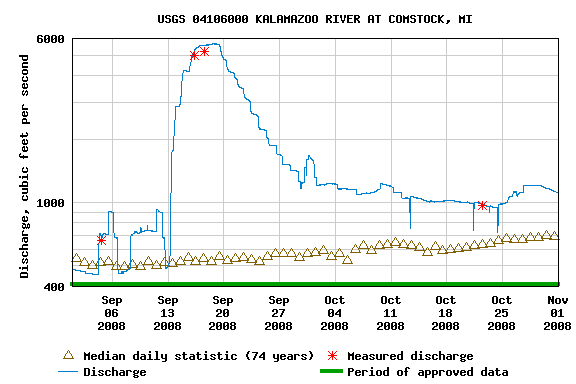 USGS 04106000 KALAMAZOO RIVER AT COMSTOCK, MI
Discharge, cubic feet per second
6000
1000
400
Sep 06 2008
Sep 13 2008
Sep 20 2008
Sep 27 2008
Oct 04 2008
Oct 11 2008
Oct 18 2008
Oct 25 2008
Nov 01 2008
Median daily statistic (74 years)
Measured discharge
Discharge
Period of approved data